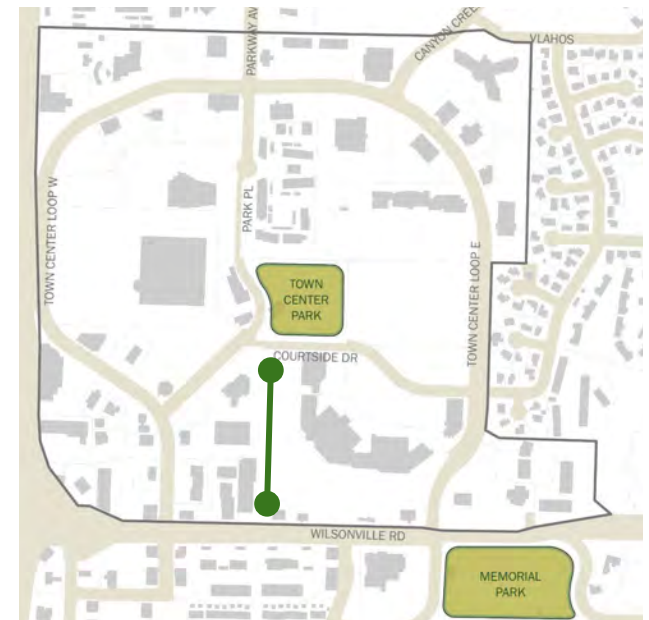 PARKWAY AV
CANYON CREE
VLAHOS
TOWN CENTER LOOP W
PARK PL
TOWN
CENTER
PARK
TOWN CENTER LOOP E
COURTSIDE DR
WILSONVILLE RD
MEMORIAL
PARK